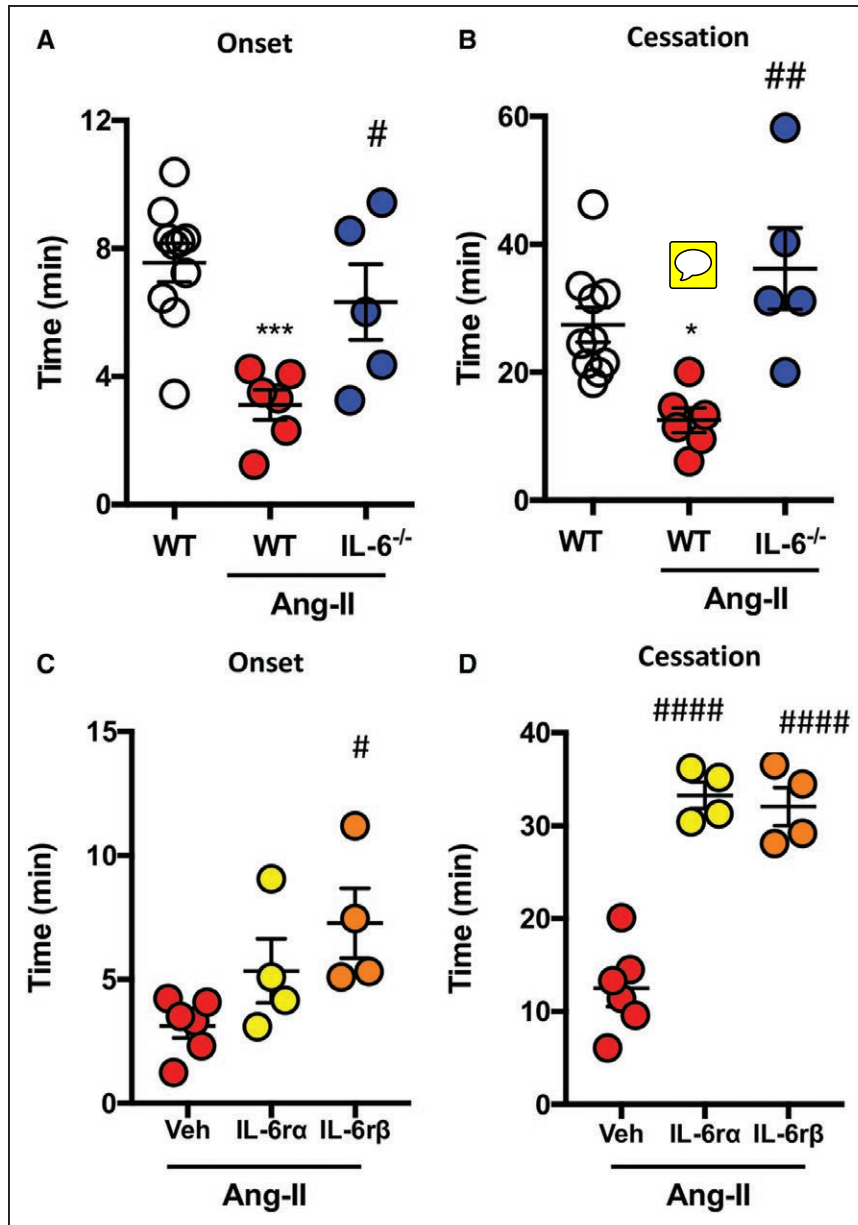 A
Onset
12
8
4
0
Time (min)
#
***
WT
WT
IL-6-/-
Ang-II
B
Cessation
60
40
20
0
Time (min)
##
*
WT
WT
IL-6-/-
Ang-II
C
Onset
15
10
5
0
Time (min)
#
Veh
IL-6rα
IL-6rβ
Ang-II
D
Cessation
40
30
20
10
0
Time (min)
####
####
Veh
IL-6rα
IL-6rβ
Ang-II